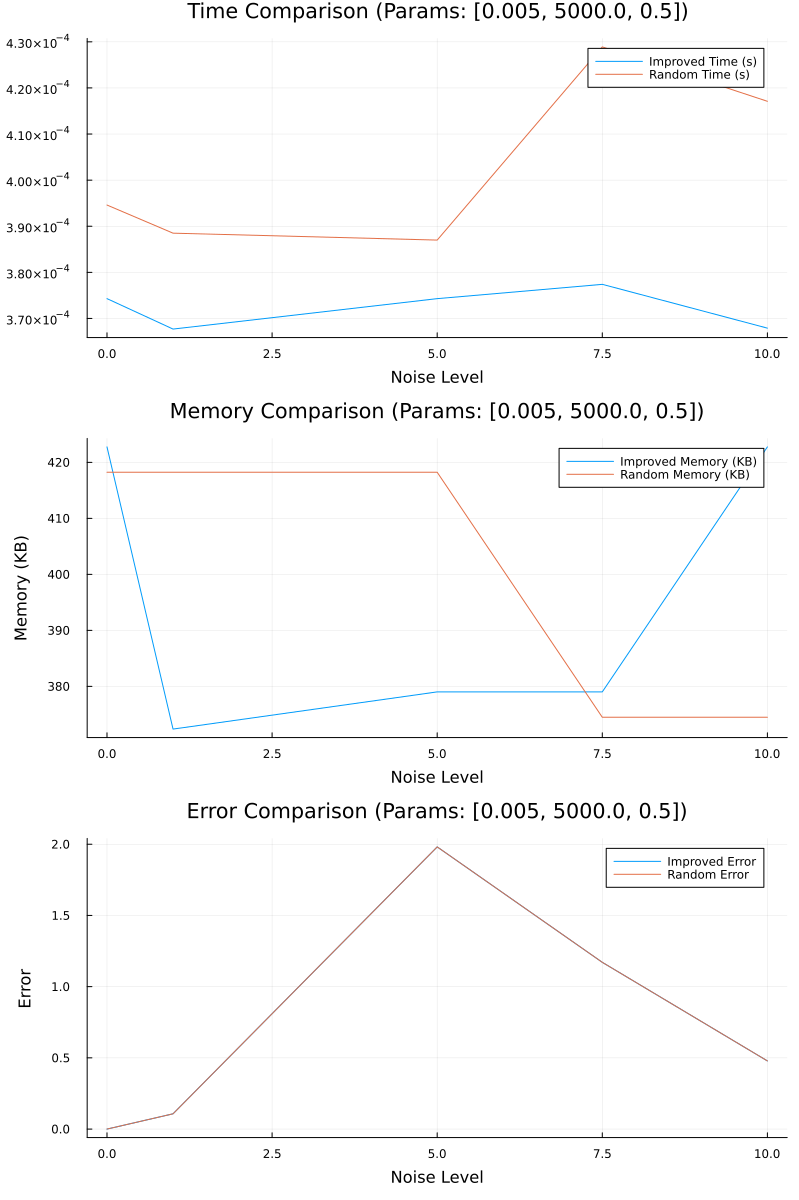 Time Comparison (Params: [0.005, 5000.0, 0.5])
4.30×10⁻⁴
4.20×10⁻⁴
4.10×10⁻⁴
4.00×10⁻⁴
3.90×10⁻⁴
3.80×10⁻⁴
3.70×10⁻⁴
Improved Time (s)
Random Time (s)
0.0 2.5 5.0 7.5 10.0
Noise Level
Memory Comparison (Params: [0.005, 5000.0, 0.5])
Memory (KB)
420
410
400
390
380
Improved Memory (KB)
Random Memory (KB)
0.0 2.5 5.0 7.5 10.0
Noise Level
Error Comparison (Params: [0.005, 5000.0, 0.5])
Error
2.0
1.5
1.0
0.5
0.0
Improved Error
Random Error
0.0 2.5 5.0 7.5 10.0
Noise Level